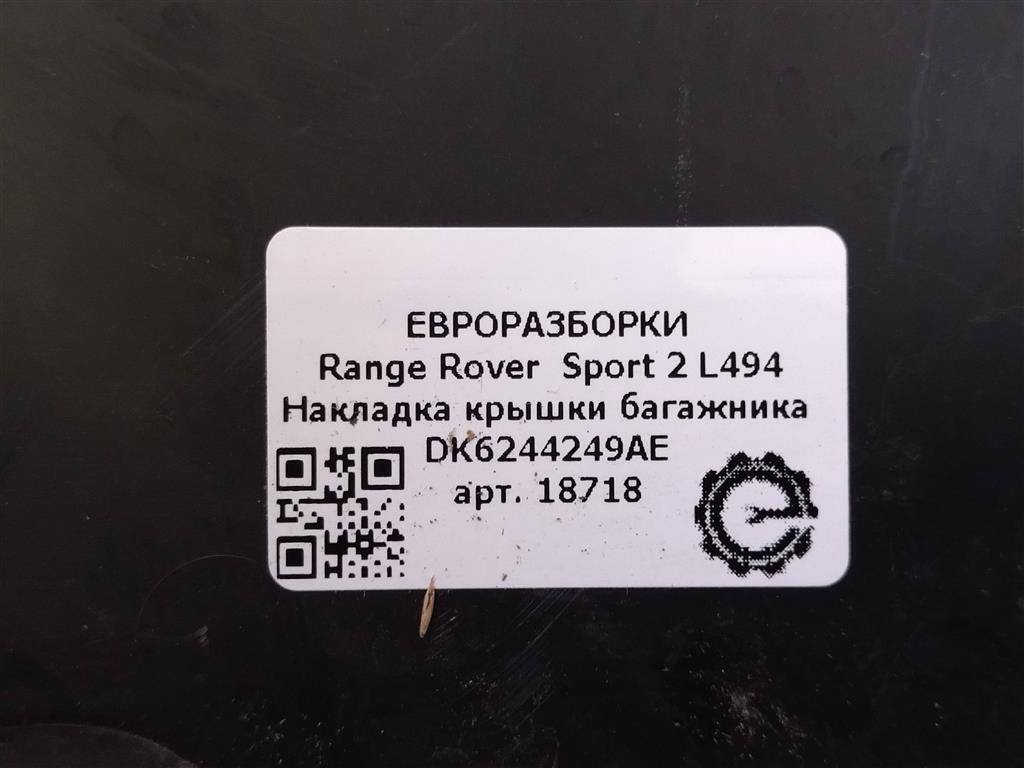 ЕВРОРАЗБОРКИ
Range Rover Sport 2 L494
Накладка крышки багажника
DK6244249AE
арт. 18718